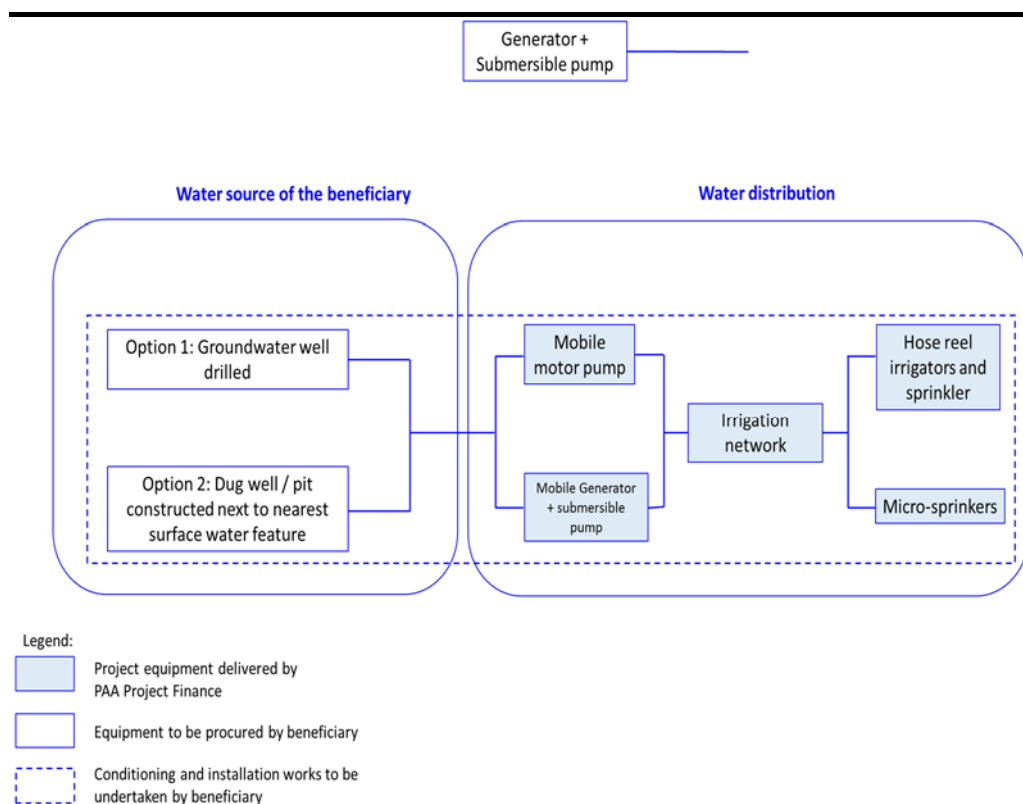 Generator +
Submersible pump
Water source of the beneficiary
Water distribution
Option 1: Groundwater well
drilled
Option 2: Dug well / pit
constructed next to nearest
surface water feature
Mobile
motor pump
Mobile Generator
+ submersible
pump
Irrigation
network
Hose reel
irrigators and
sprinkler
Micro-sprinkers
Legend:
Project equipment delivered by
PAA Project Finance
Equipment to be procured by beneficiary
Conditioning and installation works to be
undertaken by beneficiary